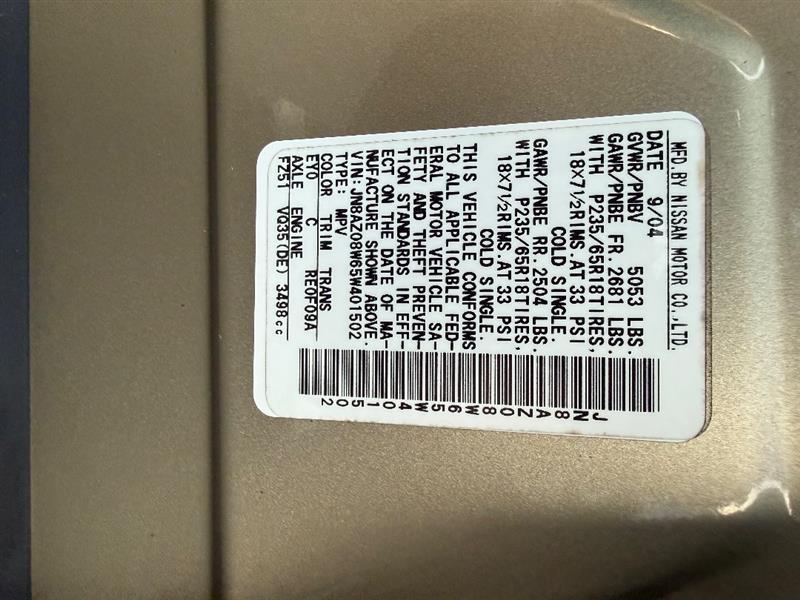 MFD.BY NISSAN MOTOR CO.,LTD.
DATE 9/04
GVWR/PNBV 5053 LBS.
GAWR/PNBE FR. 2681 LBS.
WITH P235/65R18TIRES,
18X7½RIMS.AT 33 PSI
COLD SINGLE.
GAWR/PNBE RR. 2504 LBS.
WITH P235/65R18TIRES,
18X7½RIMS.AT 33 PSI
COLD SINGLE.
THIS VEHICLE CONFORMS
TO ALL APPLICABLE FED-
ERAL MOTOR VEHICLE SA-
FETY AND THEFT PREVEN-
TION STANDARDS IN EFF-
ECT ON THE DATE OF MA-
NUFACTURE SHOWN ABOVE.
VIN:JN8AZ08W65W401502
TYPE: MPV
COLOR TRIM TRANS
EY0 C RE0F09A
AXLE ENGINE
FZ51 VQ35(DE) 3498cc
JN8AZ08W65W401502